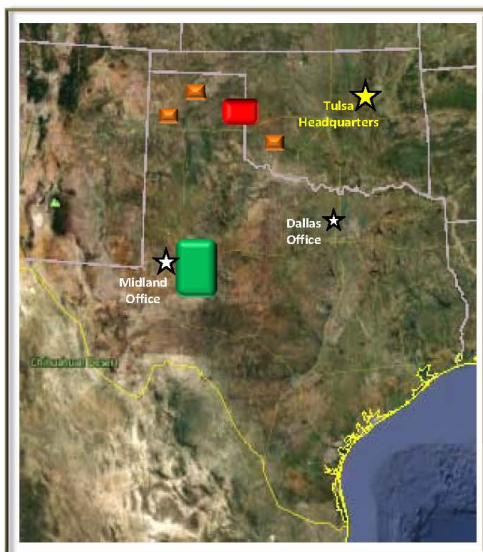 Tulsa
Headquarters
Dallas
Office
Midland
Office
Chihuahuan Desert